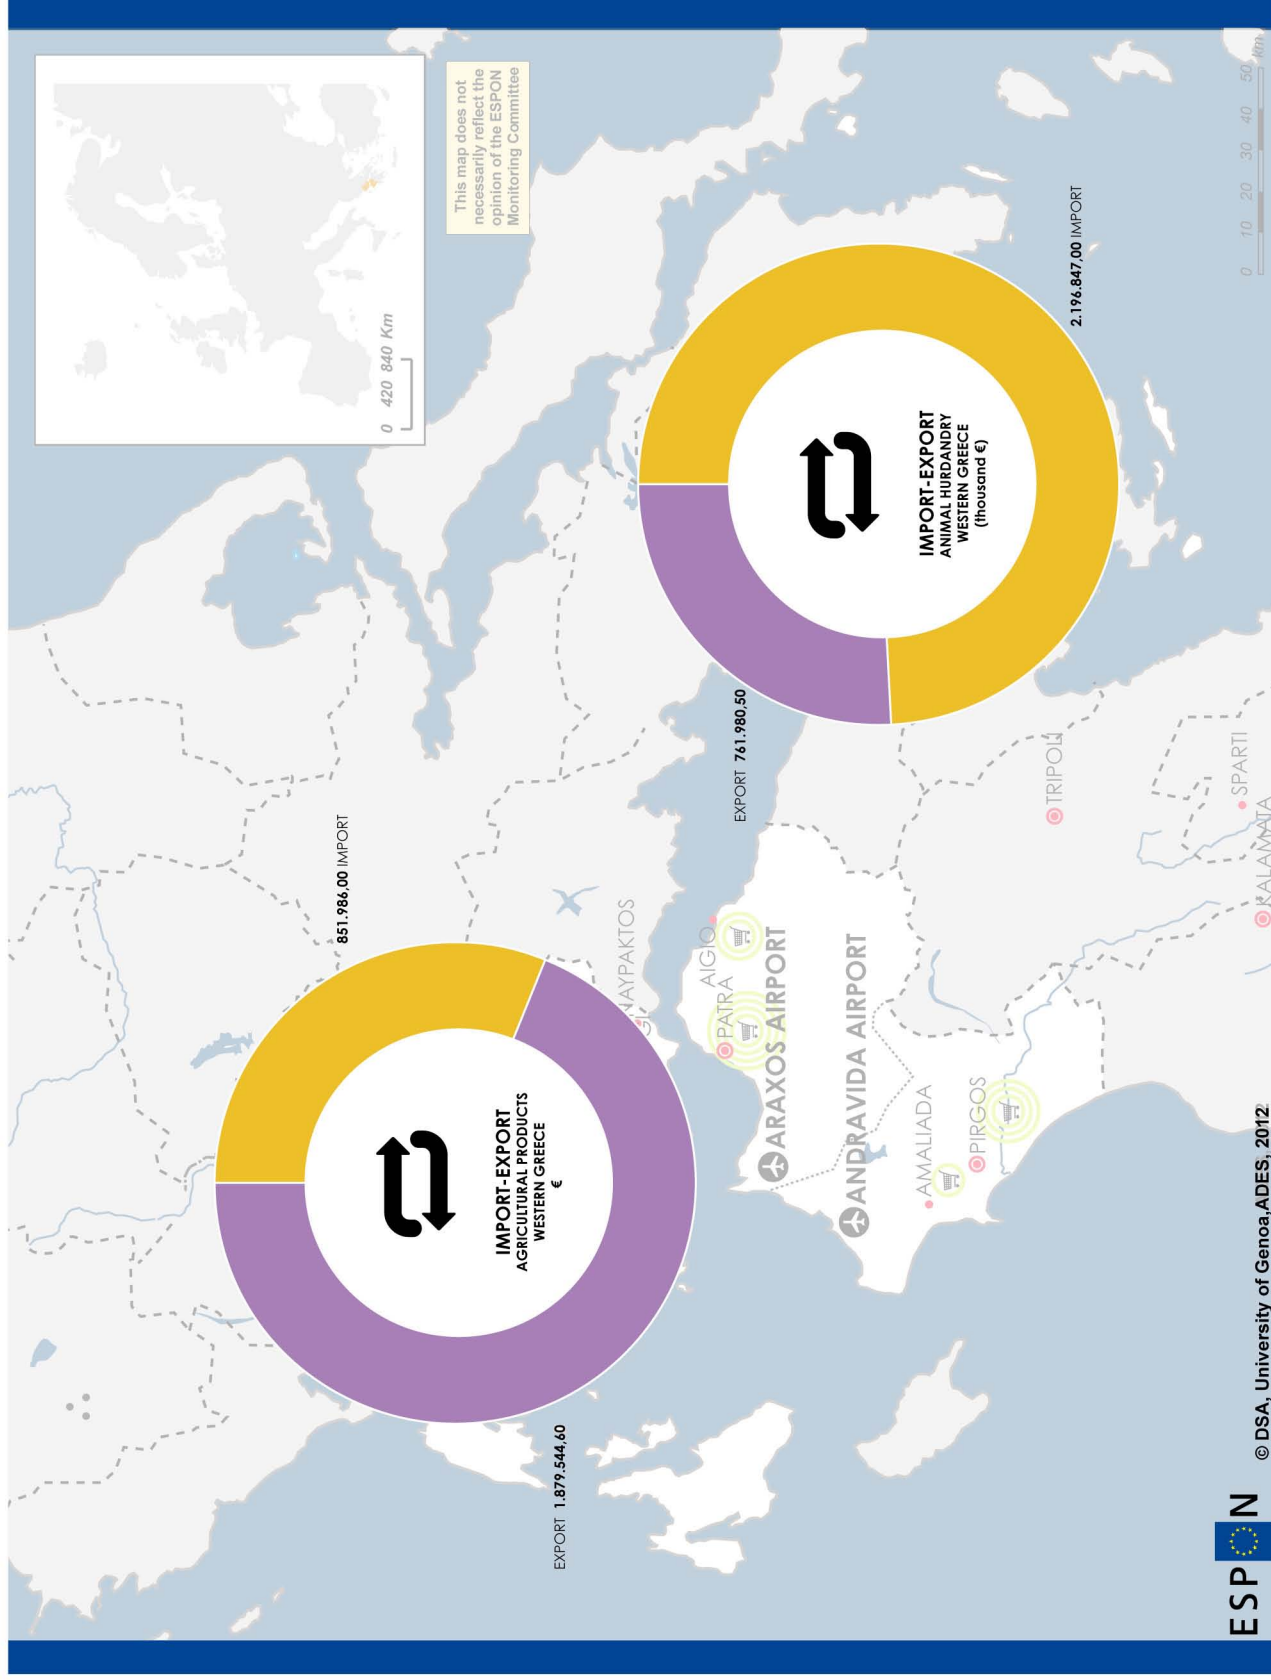 This map does not
necessarily reflect the
opinion of the ESPON
Monitoring Committee
0 420 840 Km
851.986,00 IMPORT
IMPORT-EXPORT
AGRICULTURAL PRODUCTS
WESTERN GREECE
€
EXPORT 1.879.544,60
2.196.847,00 IMPORT
IMPORT-EXPORT
ANIMAL HURDANDRY
WESTERN GREECE
(thousand €)
EXPORT 761.980,50
NAYPAKTOS
AIGIO
PATRA
ARAXOS AIRPORT
ANDRAVIDA AIRPORT
AMALIADA
PIRGOS
TRIPOLI
SPARTI
KALAMATA
ESPON
© DSA, University of Genoa,ADES, 2012
0 10 20 30 40 50 km